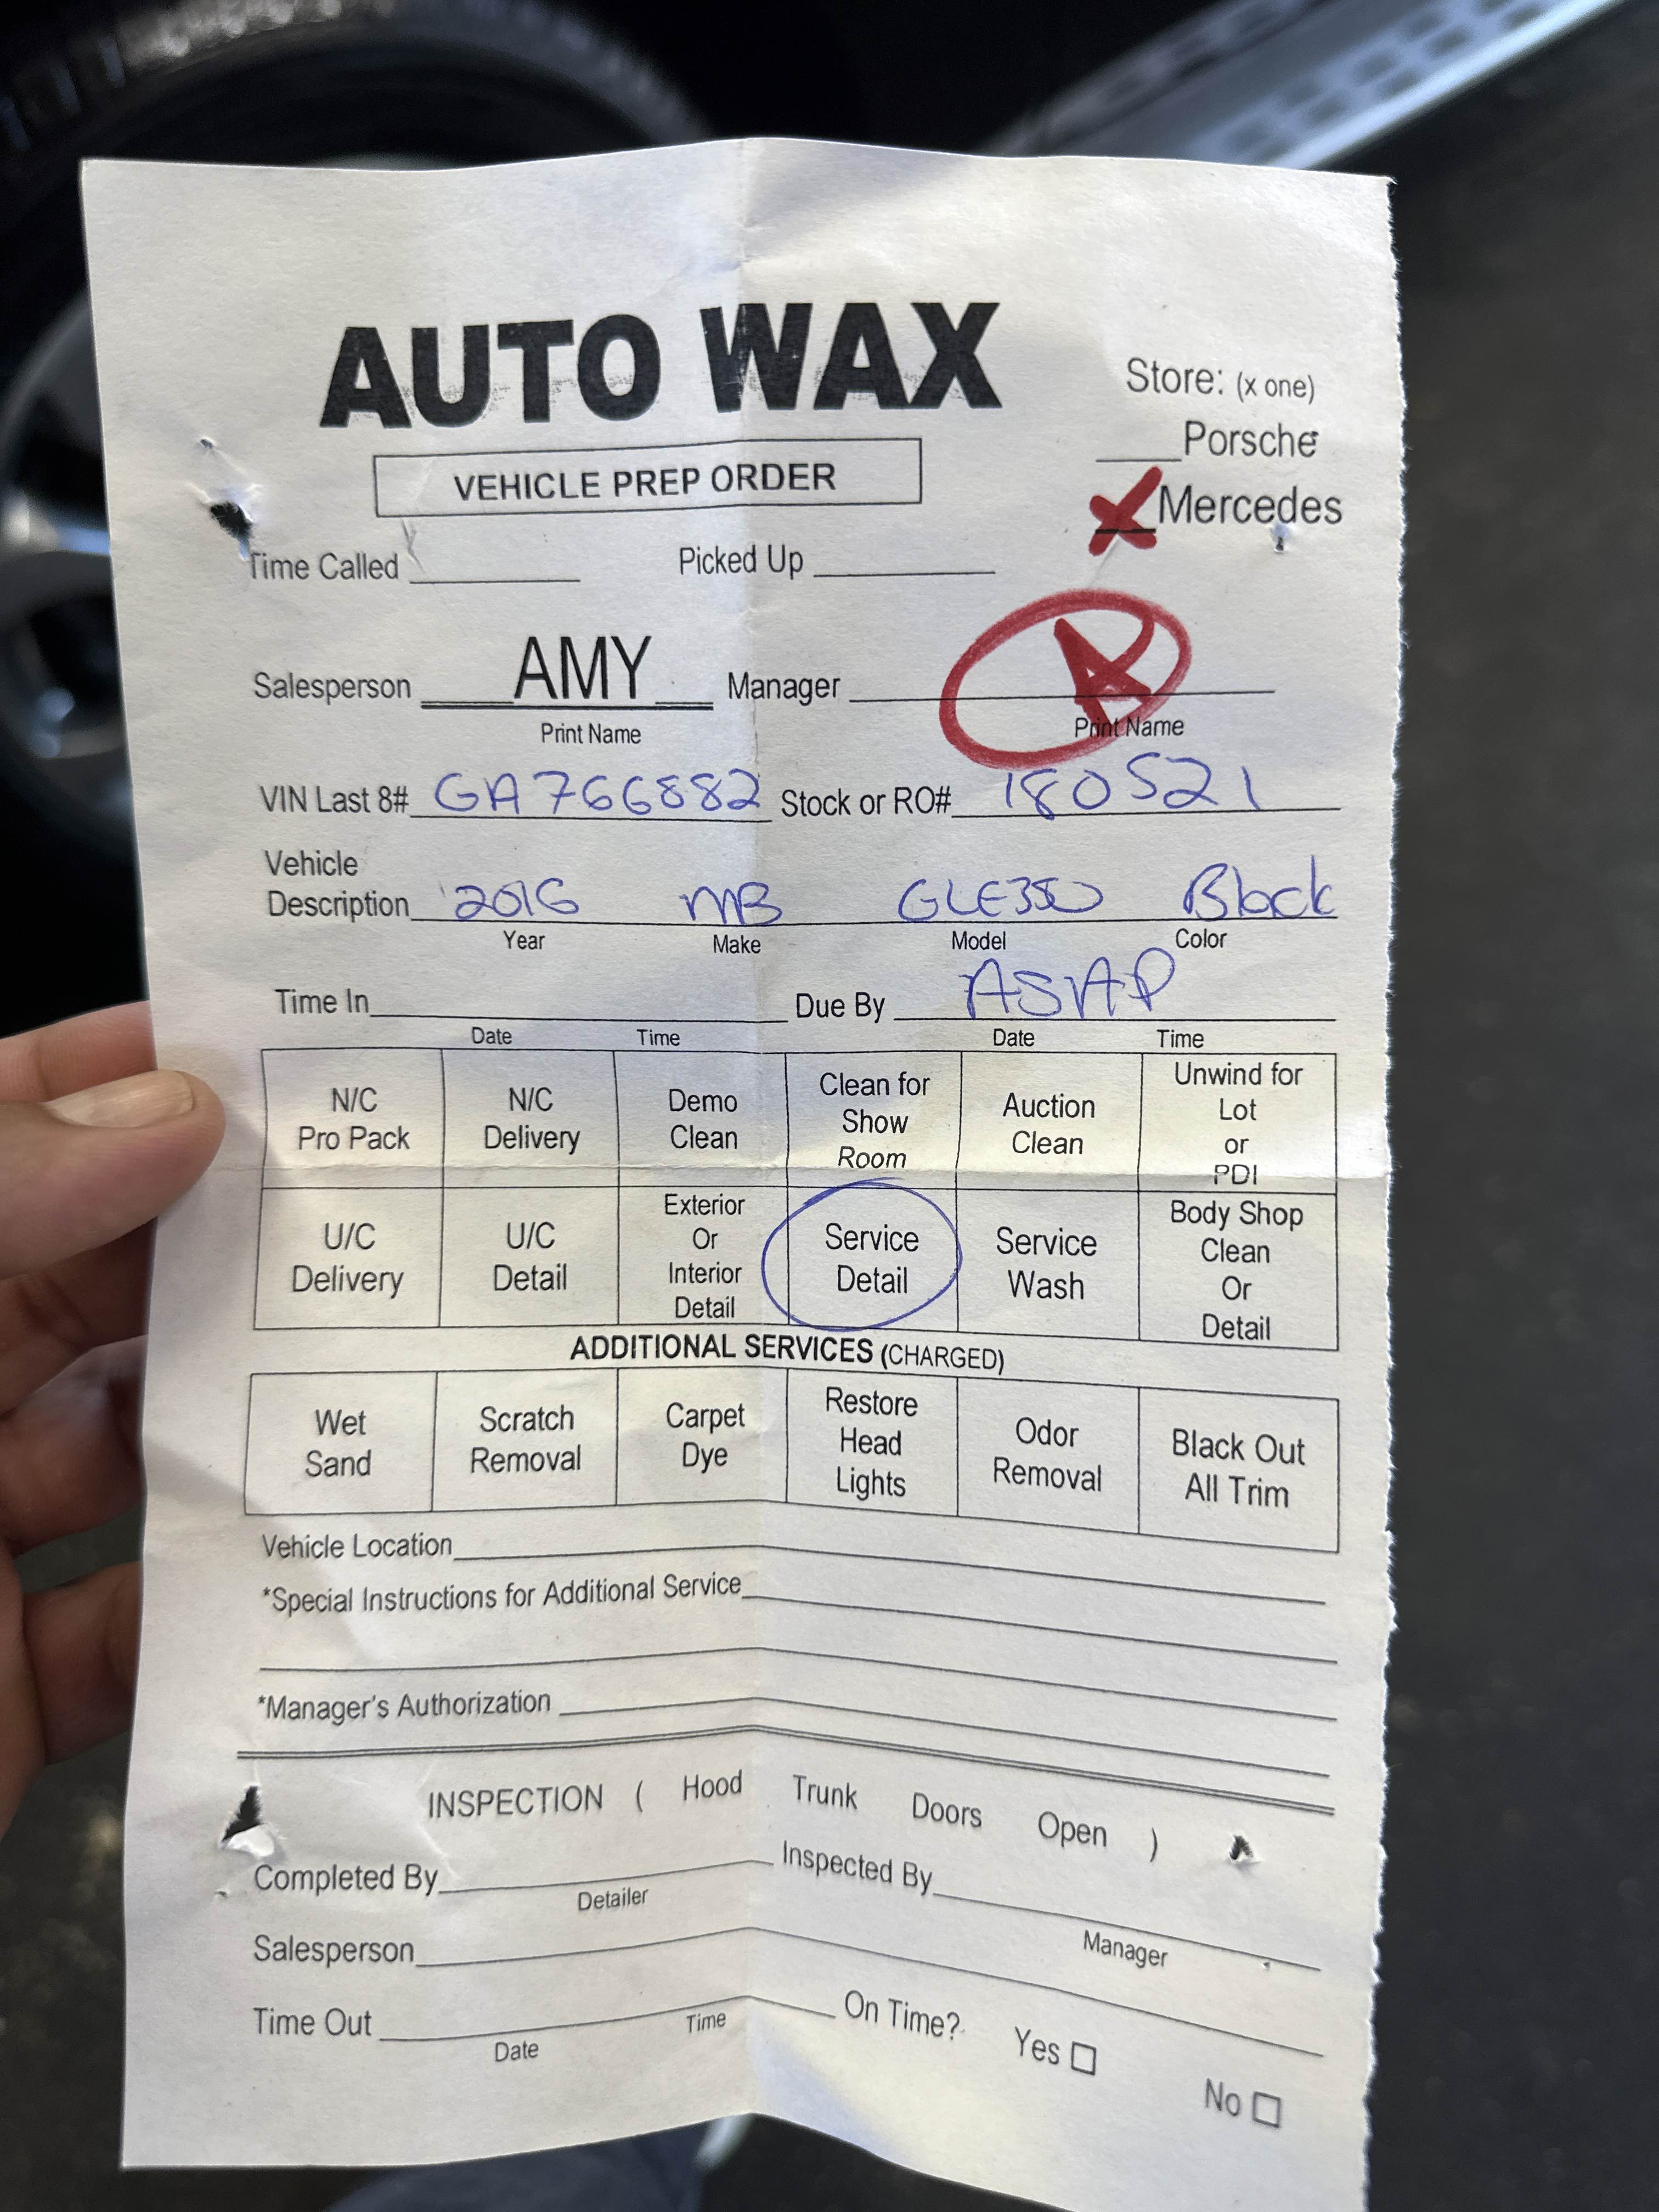 AUTO WAX
Store: (x one)
Porsche
VEHICLE PREP ORDER
X Mercedes
Time Called Picked Up
A
Salesperson AMY Manager
Print Name Print Name
VIN Last 8# GA766882 Stock or RO# 180521
Vehicle
Description 2016 MB GLE350 Black
Year Make Model Color
Time In Due By ASAP
Date Time Date Time
N/C Pro Pack N/C Delivery Demo Clean Clean for Show Room Auction Clean Unwind for Lot or PDI
U/C Delivery U/C Detail Exterior Or Interior Detail Service Detail Service Wash Body Shop Clean Or Detail
ADDITIONAL SERVICES (CHARGED)
Wet Sand Scratch Removal Carpet Dye Restore Head Lights Odor Removal Black Out All Trim
Vehicle Location
*Special Instructions for Additional Service
*Manager's Authorization
INSPECTION ( Hood Trunk Doors Open )
Completed By Inspected By
Detailer Manager
Salesperson
Time Out On Time? Yes No
Date Time